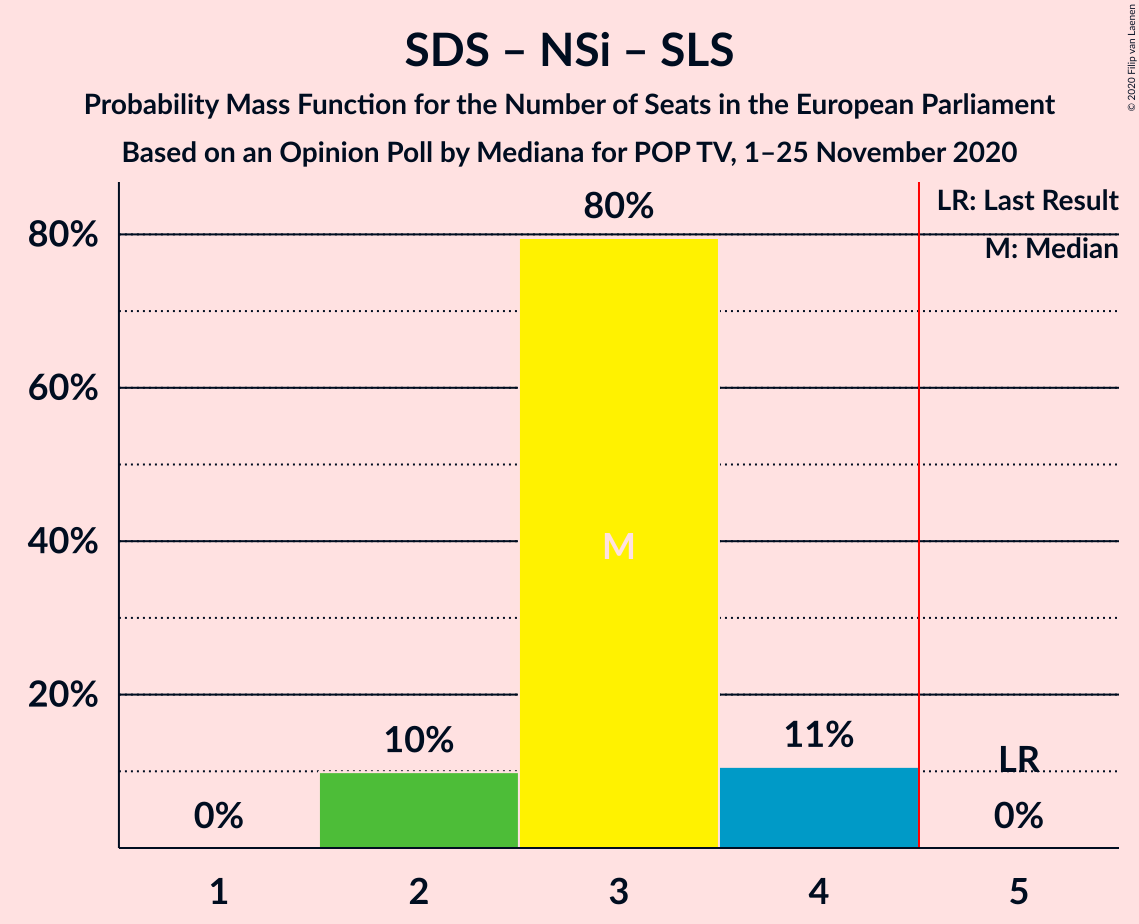 SDS – NSi – SLS
Probability Mass Function for the Number of Seats in the European Parliament
Based on an Opinion Poll by Mediana for POP TV, 1–25 November 2020
© 2020 Filip van Laenen
LR: Last Result
M: Median
80%
60%
40%
20%
0%
10%
80%
M
11%
LR
0%
1
2
3
4
5